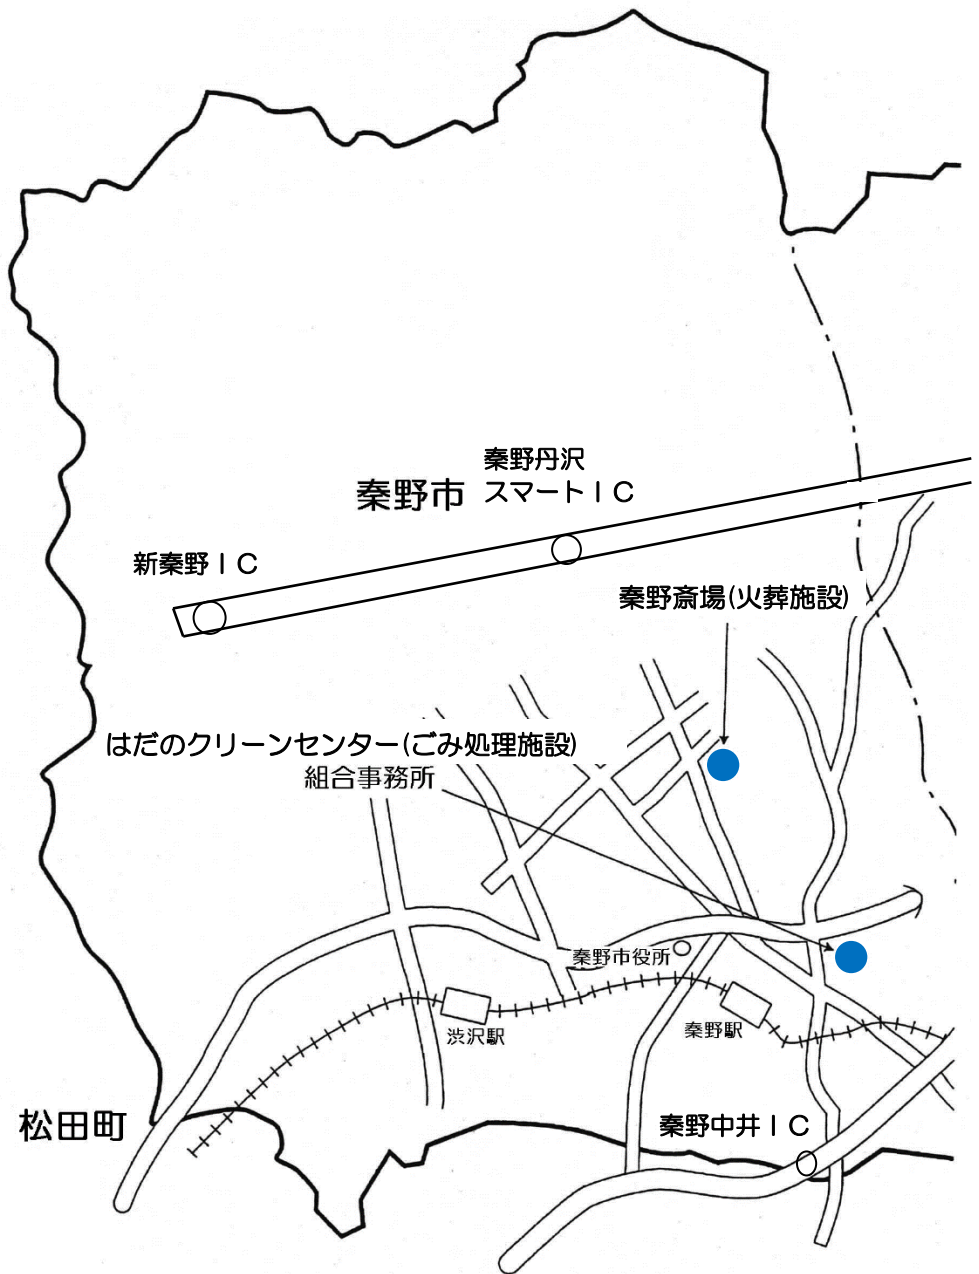 秦野丹沢
スマートＩＣ
秦野市
新秦野ＩＣ
秦野斎場(火葬施設)
はだのクリーンセンター(ごみ処理施設)
組合事務所
秦野市役所
渋沢駅
秦野駅
松田町
秦野中井ＩＣ